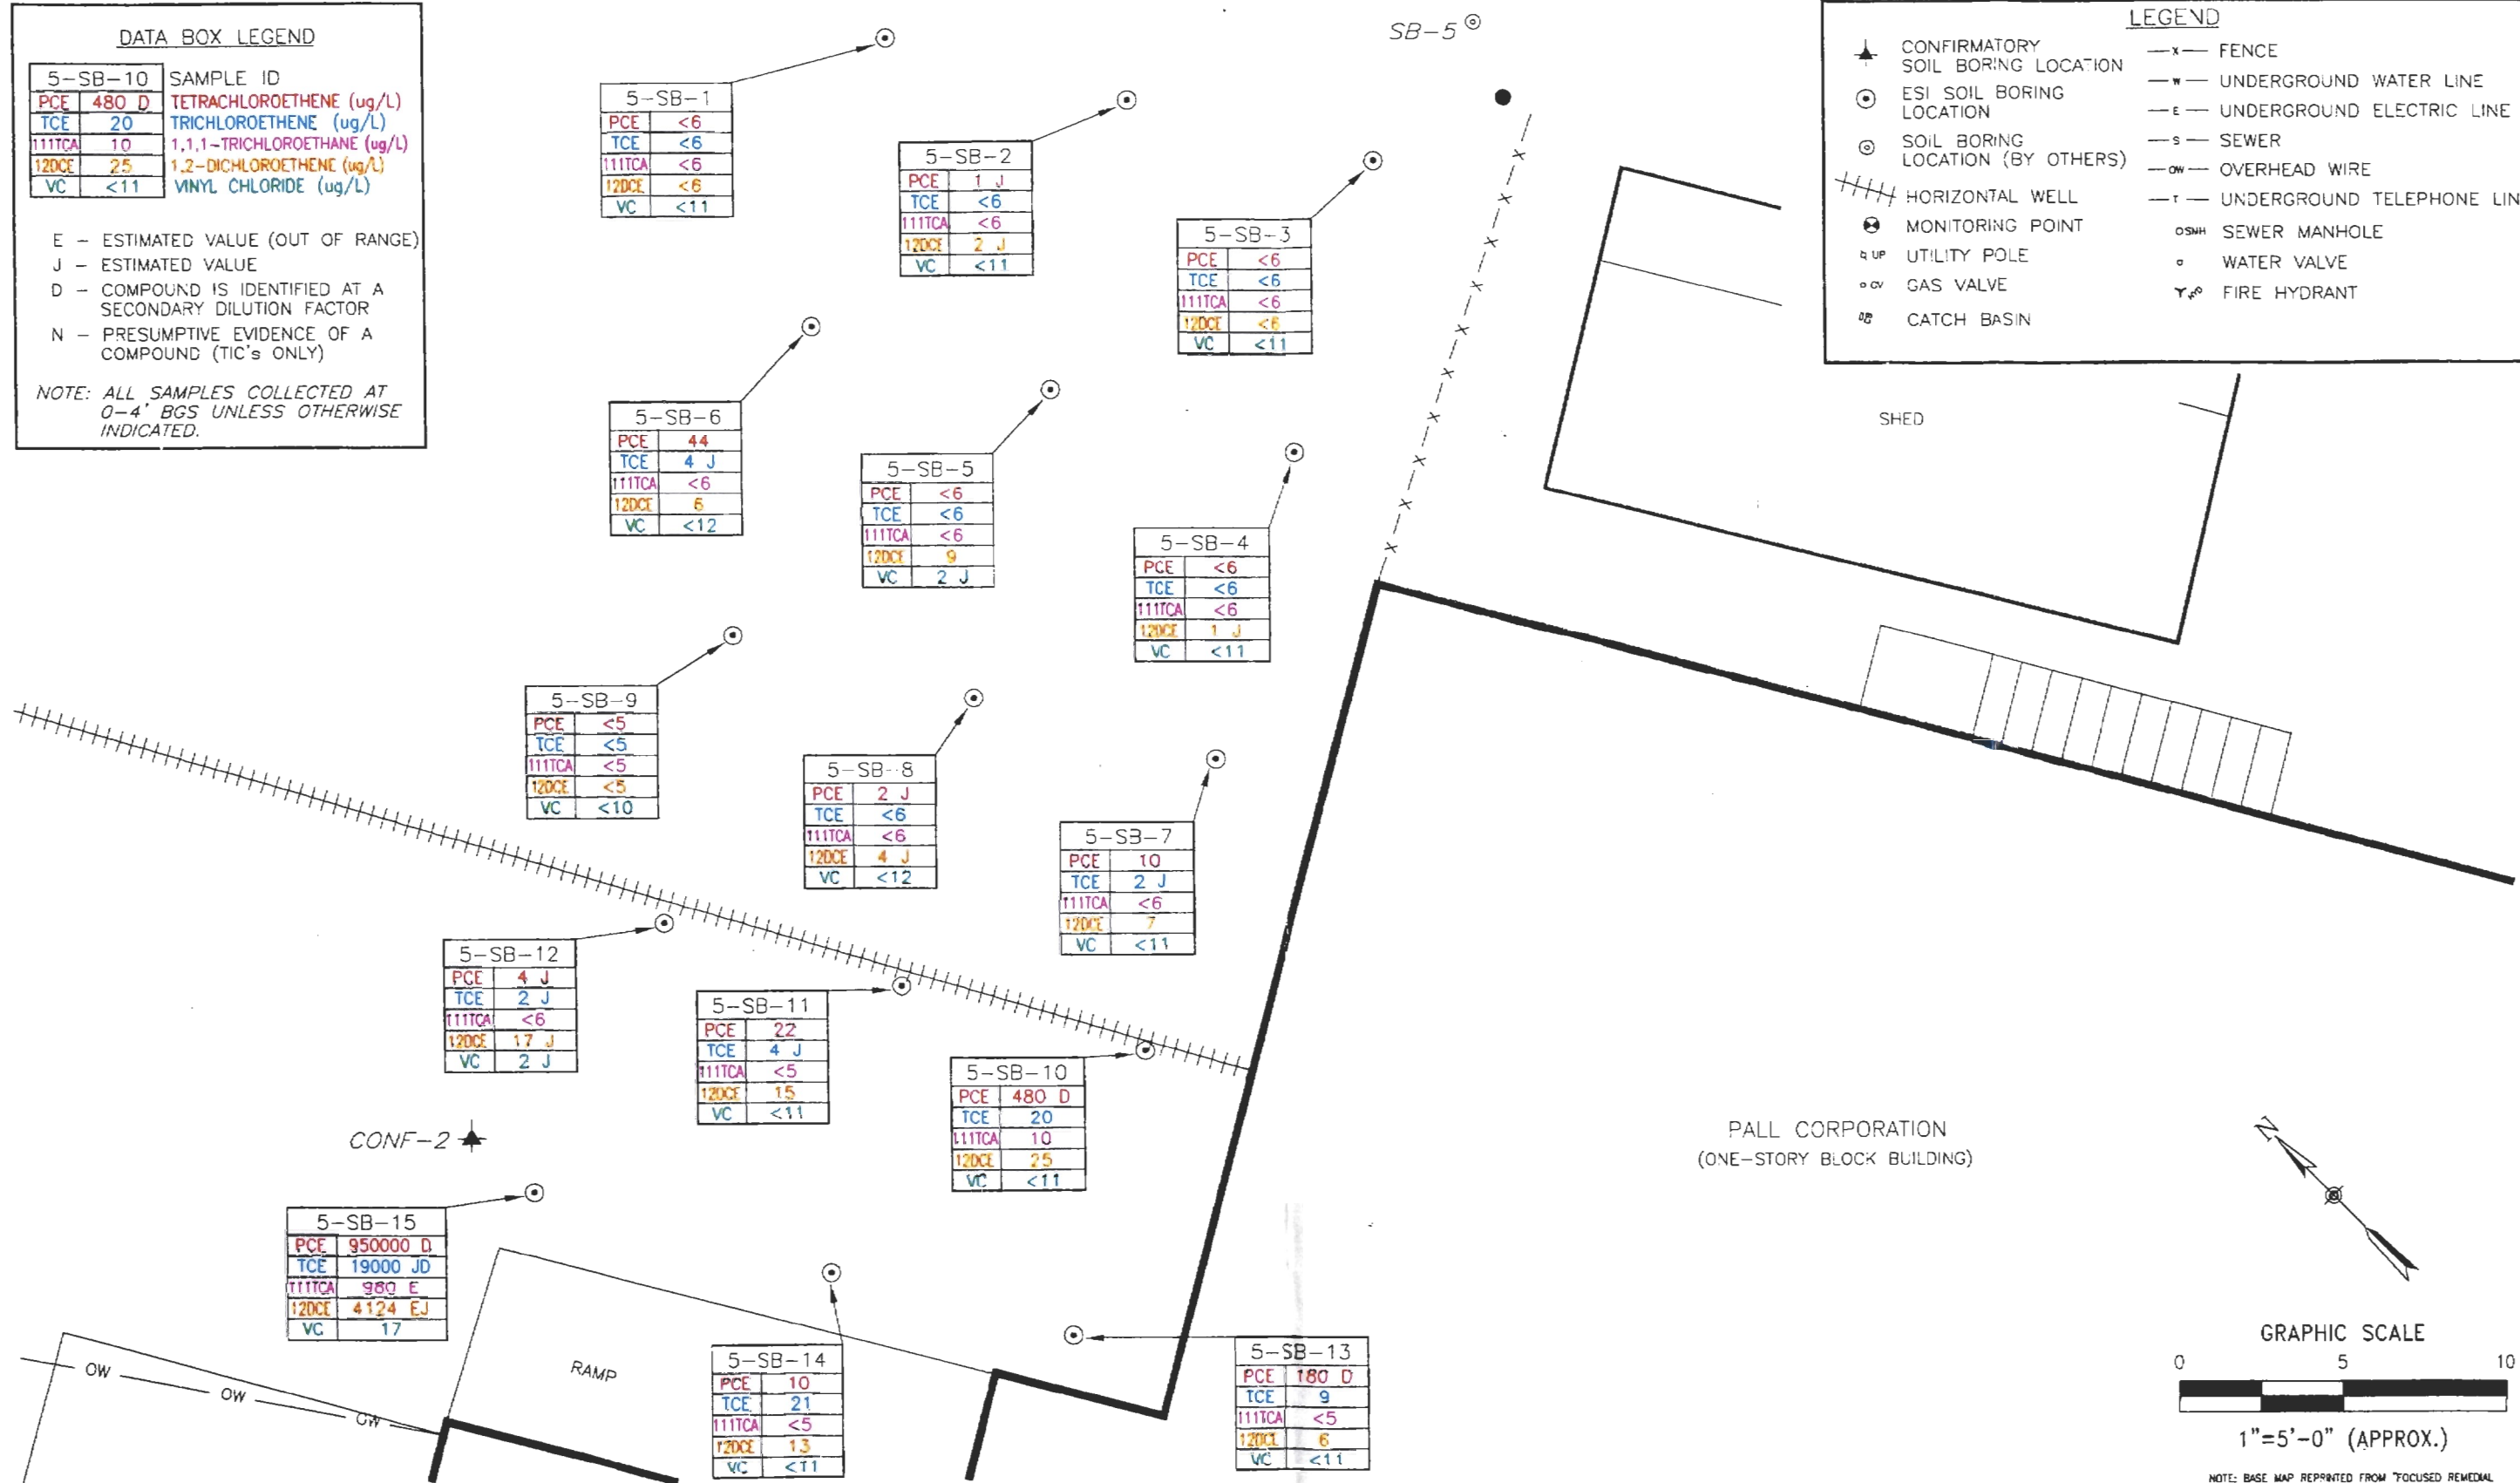 DATA BOX LEGEND
5-SB-10 SAMPLE ID
PCE 480 D TETRACHLOROETHENE (ug/L)
TCE 20 TRICHLOROETHENE (ug/L)
111TCA 10 1,1,1-TRICHLOROETHANE (ug/L)
12DCE 25 1,2-DICHLOROETHENE (ug/L)
VC <11 VINYL CHLORIDE (ug/L)
E - ESTIMATED VALUE (OUT OF RANGE)
J - ESTIMATED VALUE
D - COMPOUND IS IDENTIFIED AT A
SECONDARY DILUTION FACTOR
N - PRESUMPTIVE EVIDENCE OF A
COMPOUND (TIC's ONLY)
NOTE: ALL SAMPLES COLLECTED AT
0-4' BGS UNLESS OTHERWISE
INDICATED.
SB-5
LEGEND
CONFIRMATORY
SOIL BORING LOCATION
ESI SOIL BORING
LOCATION
SOIL BORING
LOCATION (BY OTHERS)
HORIZONTAL WELL
MONITORING POINT
UP UTILITY POLE
GV GAS VALVE
CATCH BASIN
x FENCE
W UNDERGROUND WATER LINE
E UNDERGROUND ELECTRIC LINE
S SEWER
OW OVERHEAD WIRE
T UNDERGROUND TELEPHONE LIN
OSMH SEWER MANHOLE
WATER VALVE
FIRE HYDRANT
5-SB-1
PCE <6
TCE <6
111TCA <6
12DCE <6
VC <11
5-SB-2
PCE 1 J
TCE <6
111TCA <6
12DCE 2 J
VC <11
5-SB-3
PCE <6
TCE <6
111TCA <6
12DCE <6
VC <11
5-SB-6
PCE 44
TCE 4 J
111TCA <6
12DCE 6
VC <12
5-SB-5
PCE <6
TCE <6
111TCA <6
12DCE 9
VC 2 J
5-SB-4
PCE <6
TCE <6
111TCA <6
12DCE 1 J
VC <11
SHED
5-SB-9
PCE <5
TCE <5
111TCA <5
12DCE <5
VC <10
5-SB-8
PCE 2 J
TCE <6
111TCA <6
12DCE 4 J
VC <12
5-SB-7
PCE 10
TCE 2 J
111TCA <6
12DCE 7
VC <11
5-SB-12
PCE 4 J
TCE 2 J
111TCA <6
12DCE 17 J
VC 2 J
5-SB-11
PCE 22
TCE 4 J
111TCA <5
12DCE 15
VC <11
5-SB-10
PCE 480 D
TCE 20
111TCA 10
12DCE 25
VC <11
CONF-2
PALL CORPORATION
(ONE-STORY BLOCK BUILDING)
N
5-SB-15
PCE 950000 D
TCE 19000 JD
111TCA 980 E
12DCE 4124 EJ
VC 17
RAMP
OW OW OW
5-SB-14
PCE 10
TCE 21
111TCA <5
12DCE 13
VC <11
5-SB-13
PCE 180 D
TCE 9
111TCA <5
12DCE 6
VC <11
GRAPHIC SCALE
0 5 10
1"=5'-0" (APPROX.)
NOTE: BASE MAP REPRINTED FROM "FOCUSED REMEDIAL